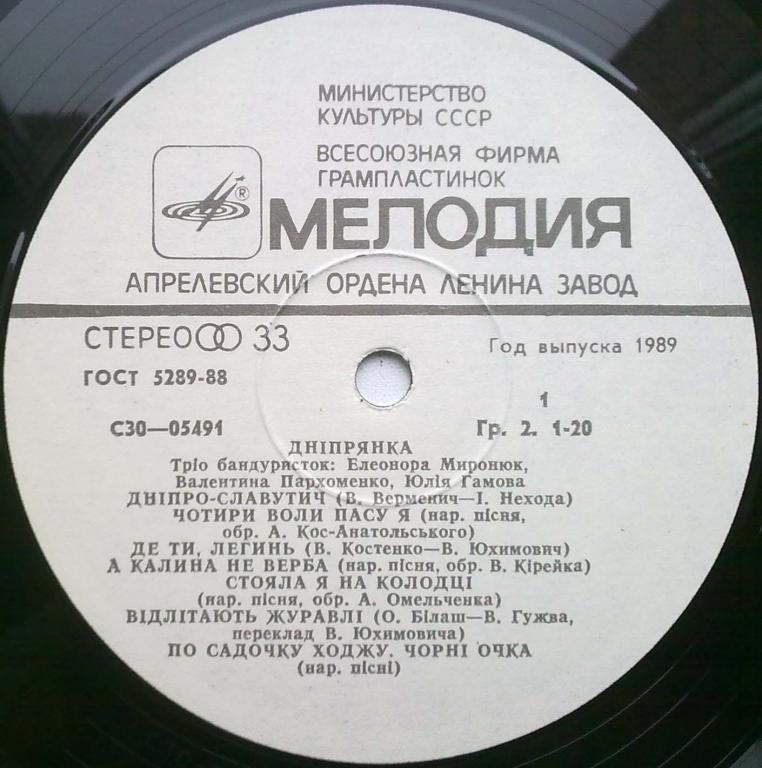 МИНИСТЕРСТВО
КУЛЬТУРЫ СССР
ВСЕСОЮЗНАЯ ФИРМА
ГРАМПЛАСТИНОК
®
МЕЛОДИЯ
АПРЕЛЕВСКИЙ ОРДЕНА ЛЕНИНА ЗАВОД
СТЕРЕО 33
Год выпуска 1989
ГОСТ 5289-88
1
С30—05491
Гр. 2. 1-20
ДНІПРЯНКА
Тріо бандуристок: Елеонора Миронюк,
Валентина Пархоменко, Юлія Гамова
ДНІПРО-СЛАВУТИЧ (В. Верменич—І. Нехода)
ЧОТИРИ ВОЛИ ПАСУ Я (нар. пісня,
обр. А. Кос-Анатольського)
ДЕ ТИ, ЛЕГИНЬ (В. Костенко—В. Юхимович)
А КАЛИНА НЕ ВЕРБА (нар. пісня, обр. В. Кірейка)
СТОЯЛА Я НА КОЛОДЦІ
(нар. пісня, обр. А. Омельченка)
ВІДЛІТАЮТЬ ЖУРАВЛІ (О. Білаш—В. Гужва,
переклад В. Юхимовича)
ПО САДОЧКУ ХОДЖУ. ЧОРНІ ОЧКА
(нар. пісні)